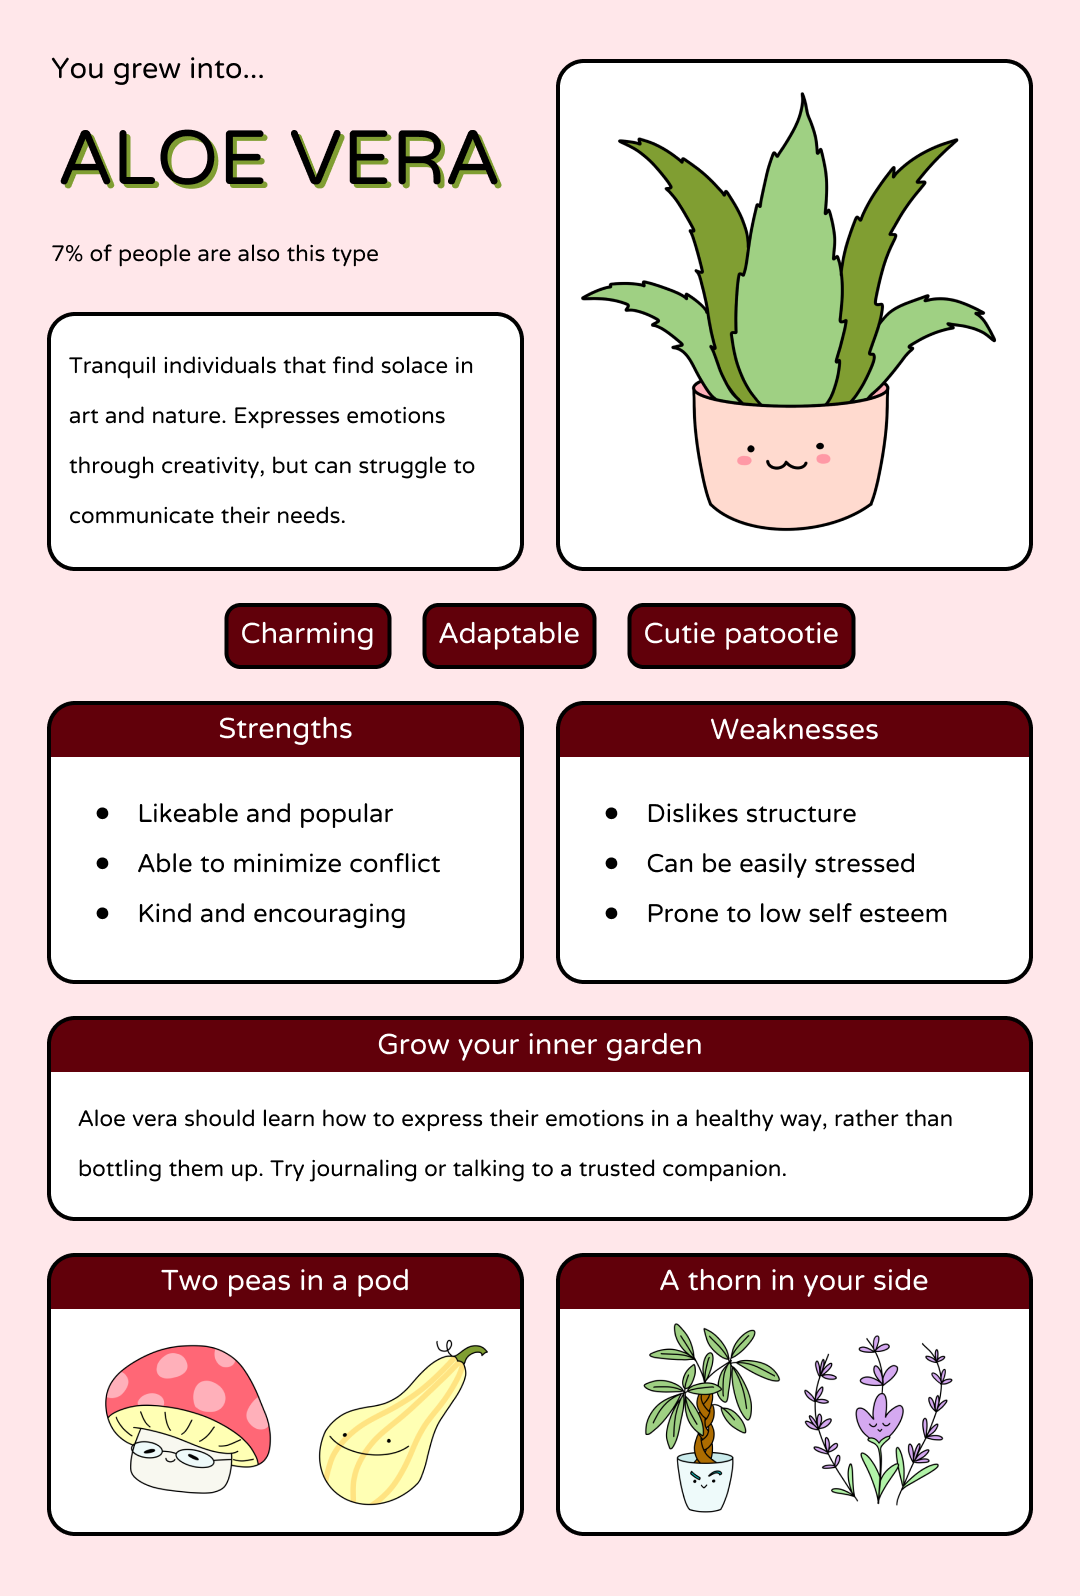 You grew into...
ALOE VERA
7% of people are also this type
Tranquil individuals that find solace in
art and nature. Expresses emotions
through creativity, but can struggle to
communicate their needs.
Charming
Adaptable
Cutie patootie
Strengths
● Likeable and popular
● Able to minimize conflict
● Kind and encouraging
Weaknesses
● Dislikes structure
● Can be easily stressed
● Prone to low self esteem
Grow your inner garden
Aloe vera should learn how to express their emotions in a healthy way, rather than
bottling them up. Try journaling or talking to a trusted companion.
Two peas in a pod
A thorn in your side